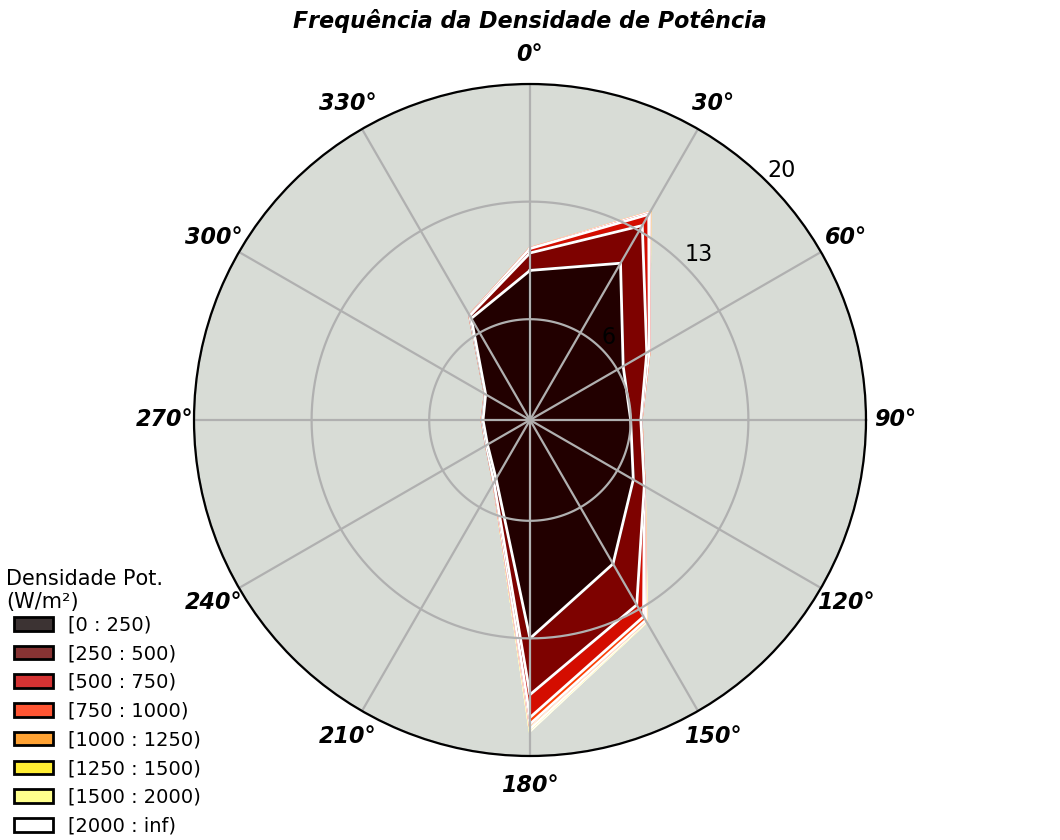 Frequência da Densidade de Potência
0°
330°
30°
20
300°
60°
13
6
270°
90°
240°
120°
210°
150°
180°
Densidade Pot.
(W/m²)
[0 : 250)
[250 : 500)
[500 : 750)
[750 : 1000)
[1000 : 1250)
[1250 : 1500)
[1500 : 2000)
[2000 : inf)